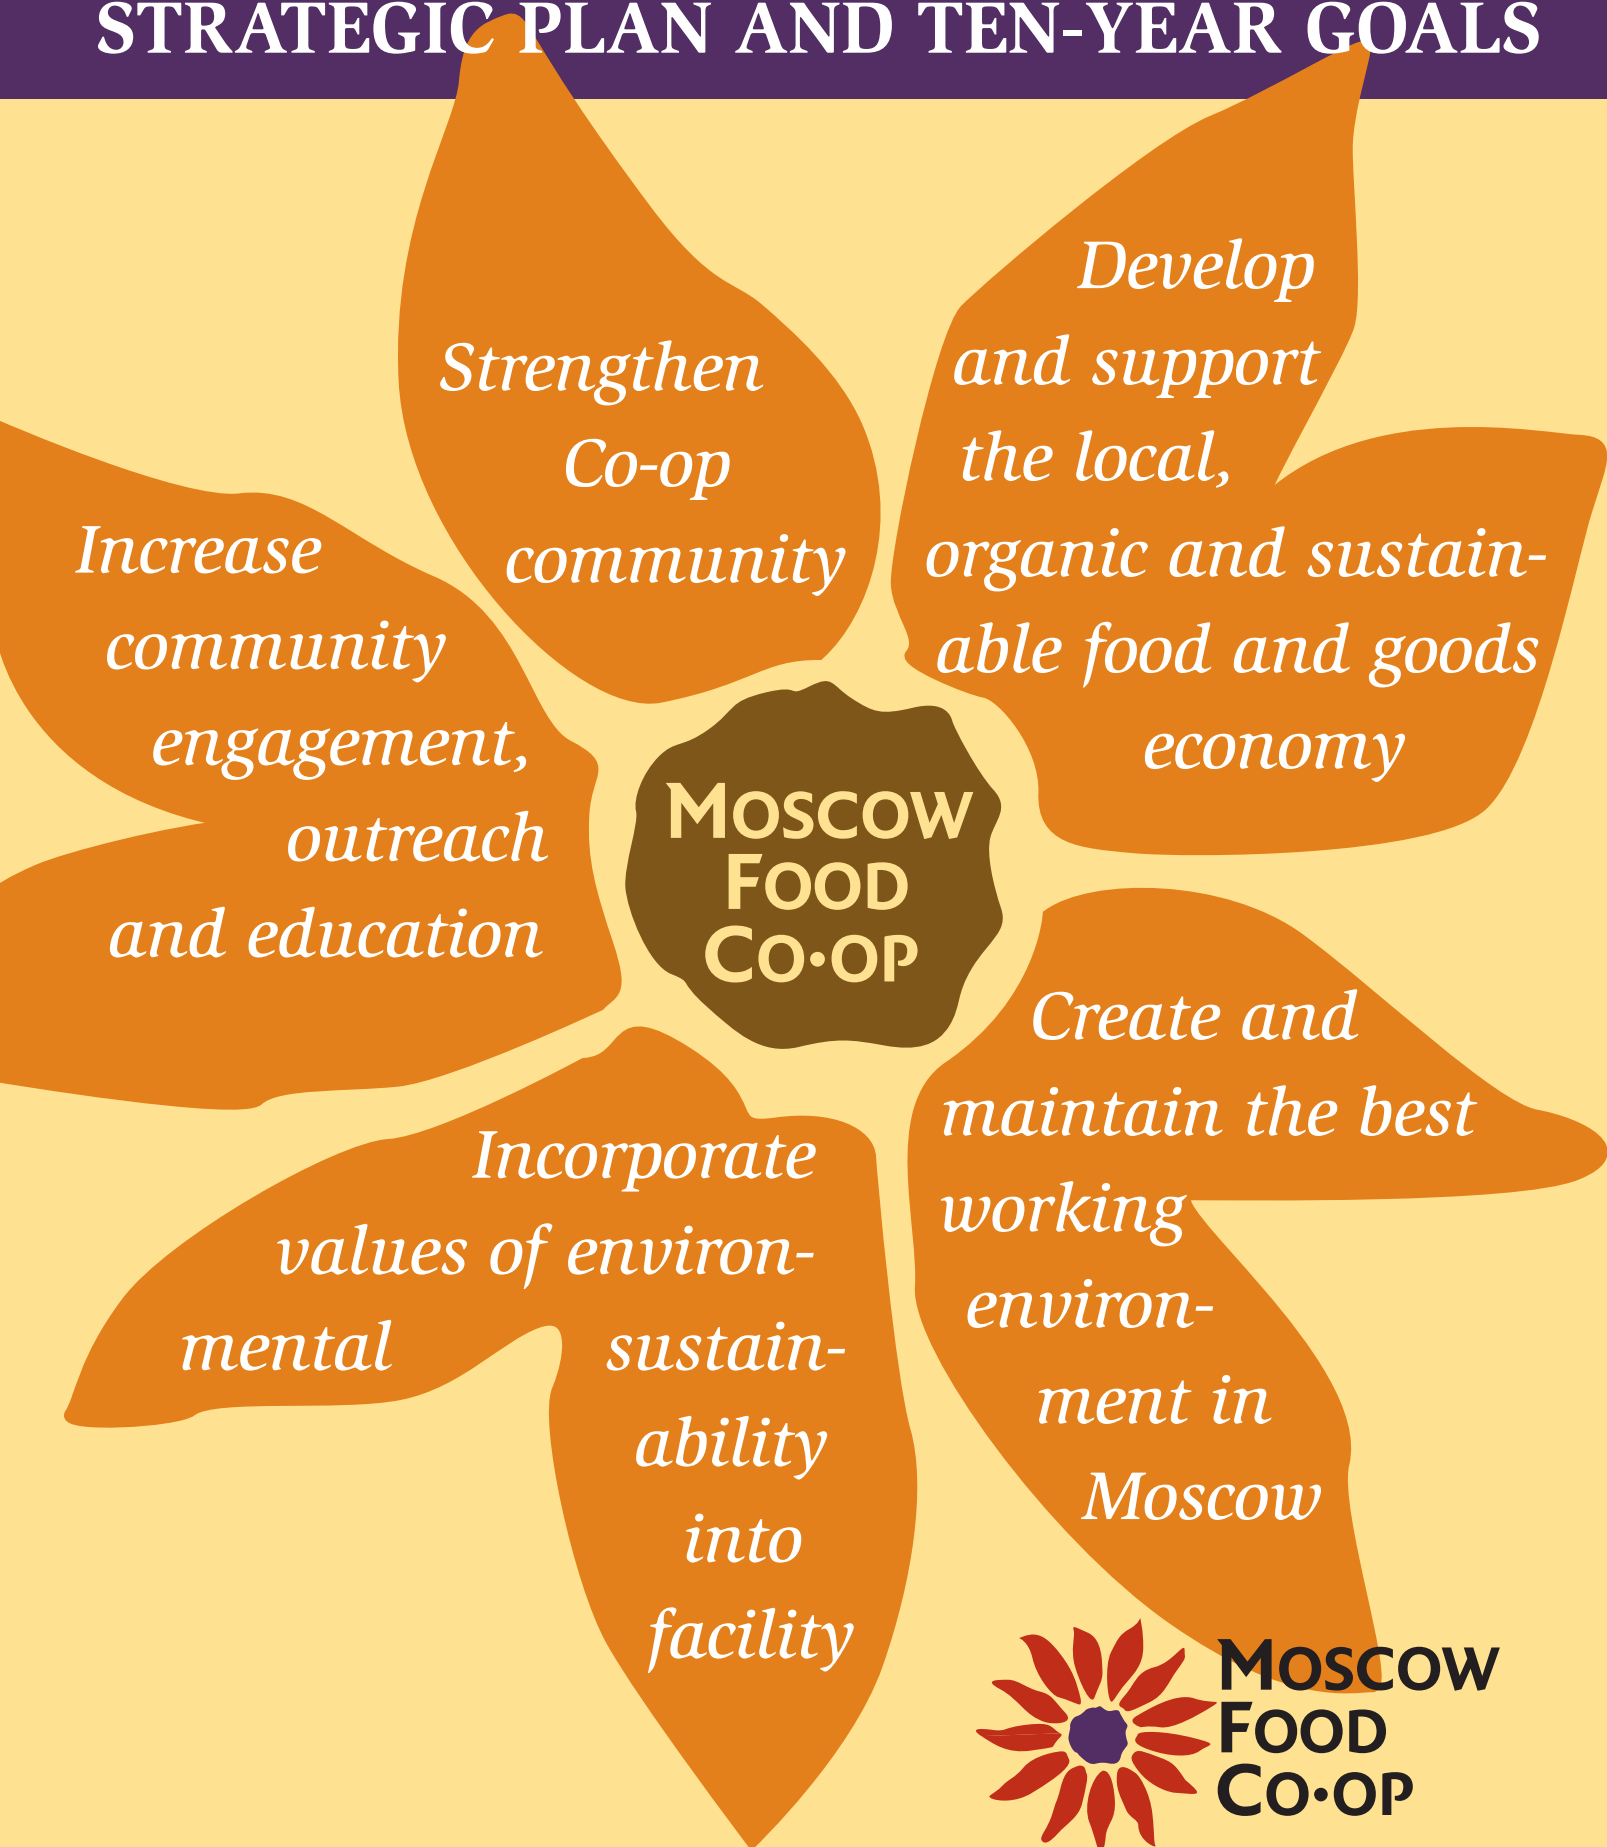 STRATEGIC PLAN AND TEN-YEAR GOALS
Strengthen
Co-op
community
Develop
and support
the local,
organic and sustain-
able food and goods
economy
Increase
community
engagement,
outreach
and education
MOSCOW
FOOD
CO•OP
Create and
maintain the best
working
environ-
ment in
Moscow
Incorporate
values of environ-
mental sustain-
ability
into
facility
MOSCOW
FOOD
CO•OP